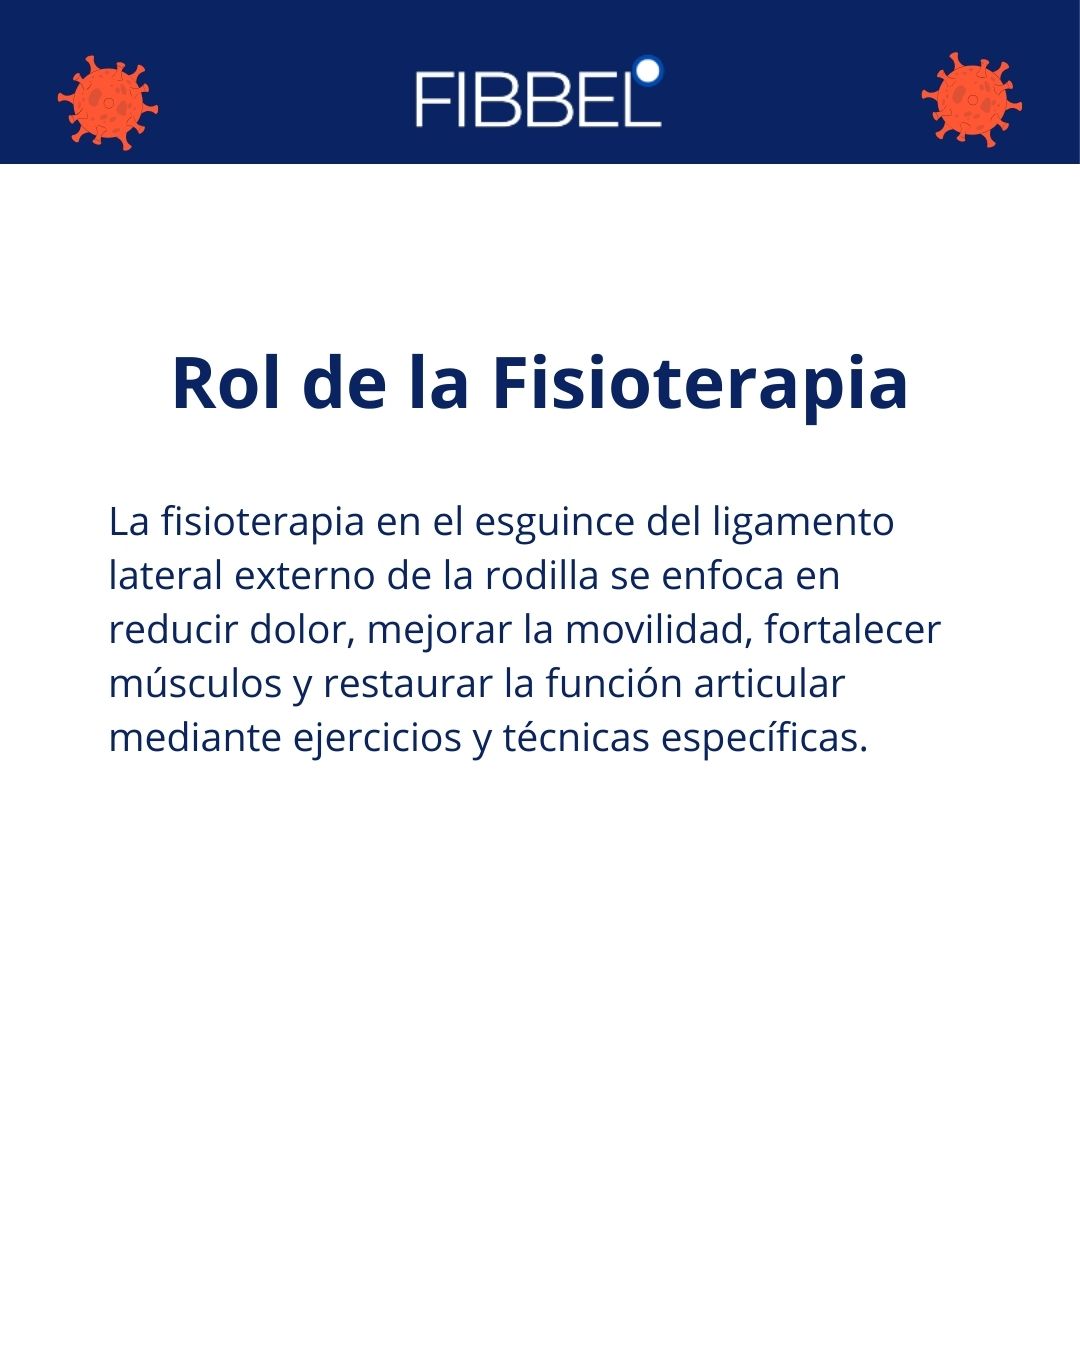 FIBBEL
Rol de la Fisioterapia
La fisioterapia en el esguince del ligamento
lateral externo de la rodilla se enfoca en
reducir dolor, mejorar la movilidad, fortalecer
músculos y restaurar la función articular
mediante ejercicios y técnicas específicas.